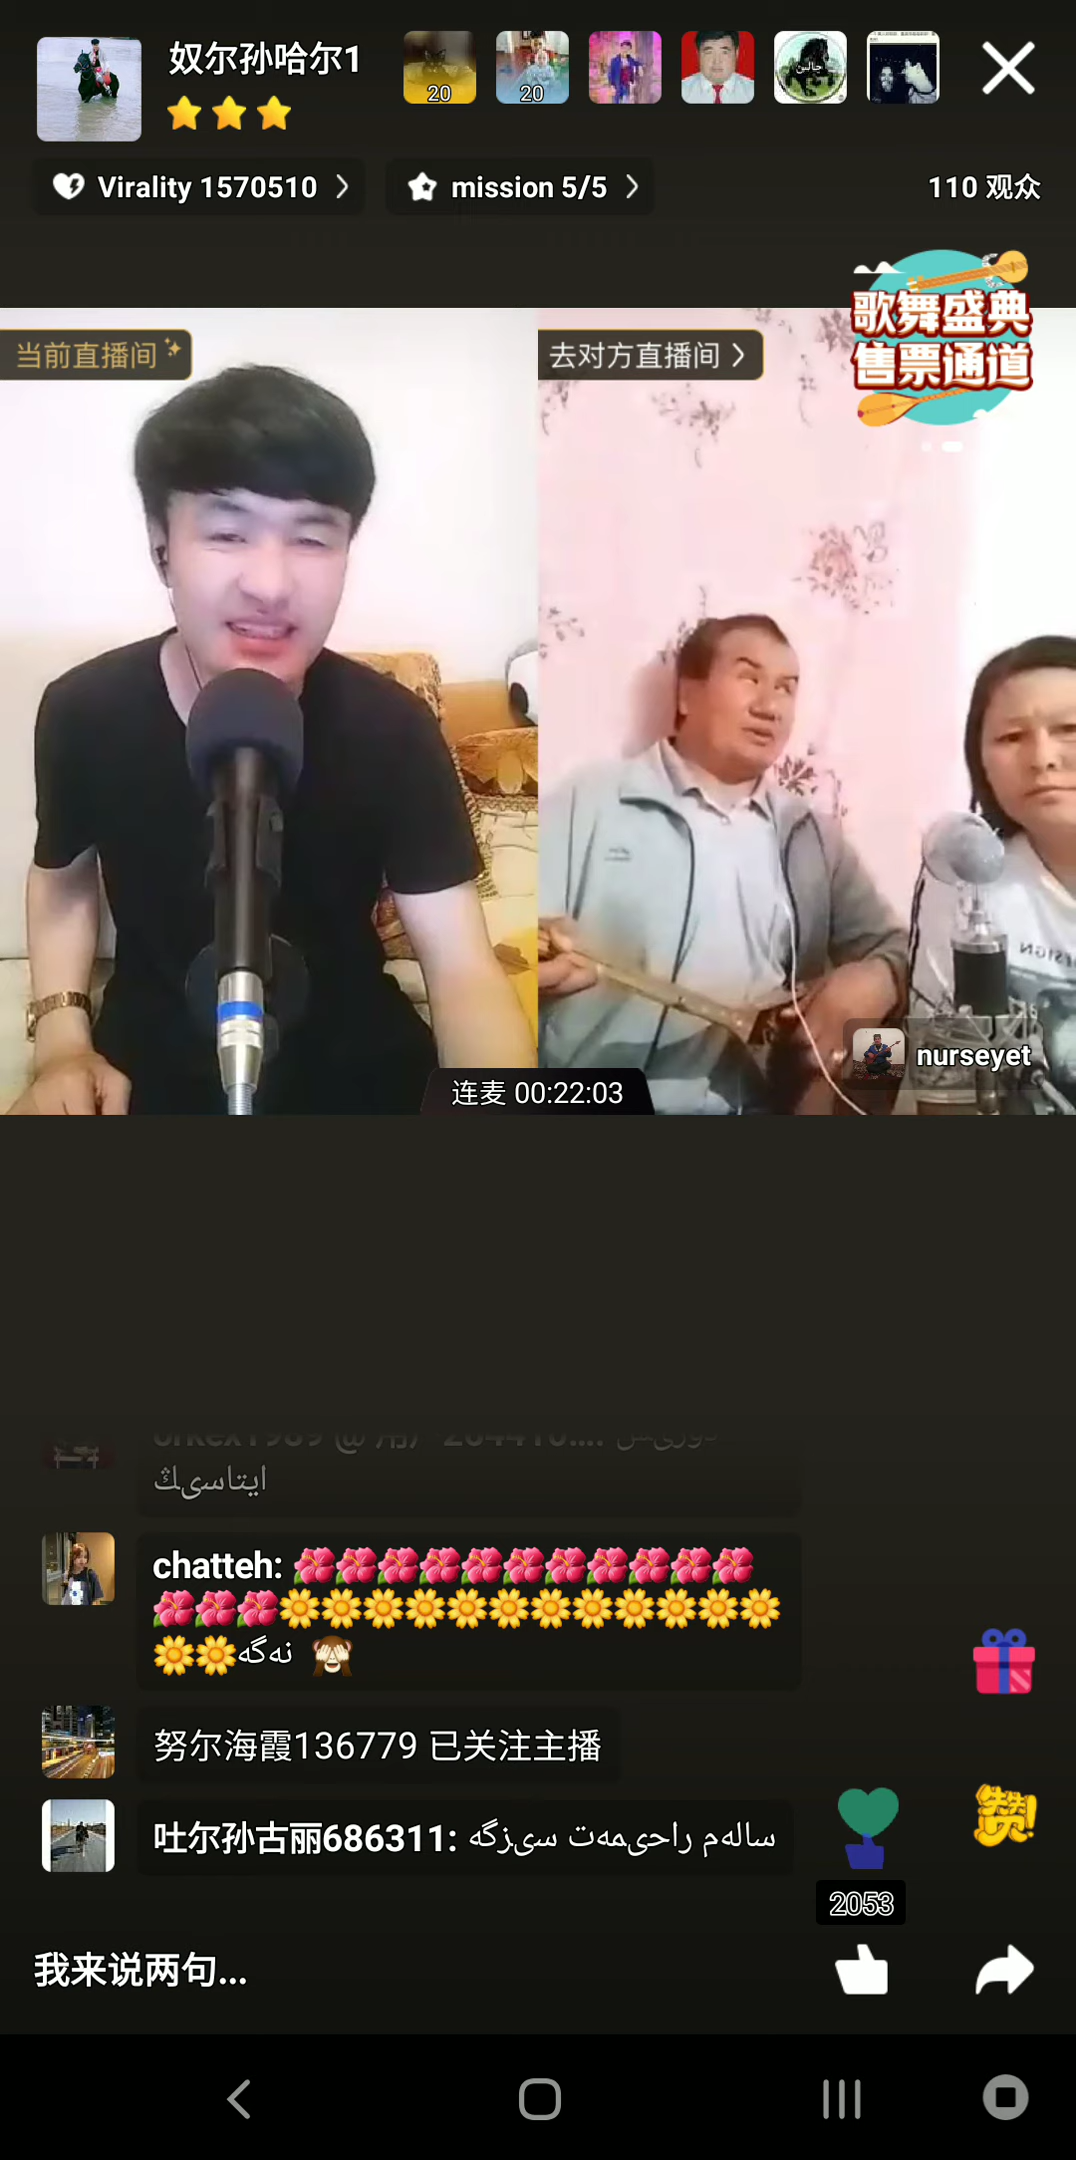 奴尔孙哈尔1
20
20
Virality 1570510
mission 5/5
110 观众
歌舞盛典
售票通道
当前直播间
去对方直播间
nurseyet
连麦 00:22:03
ايتاسىڭ
chatteh: 🌺🌺🌺🌺🌺🌺🌺🌺🌺🌺🌺
🌺🌺🌺🌼🌼🌼🌼🌼🌼🌼🌼🌼🌼🌼🌼
🌼🌼نەگە 🙈
努尔海霞136779 已关注主播
吐尔孙古丽686311: سالەم راحىمەت سىزگە
赞!
2053
我来说两句...